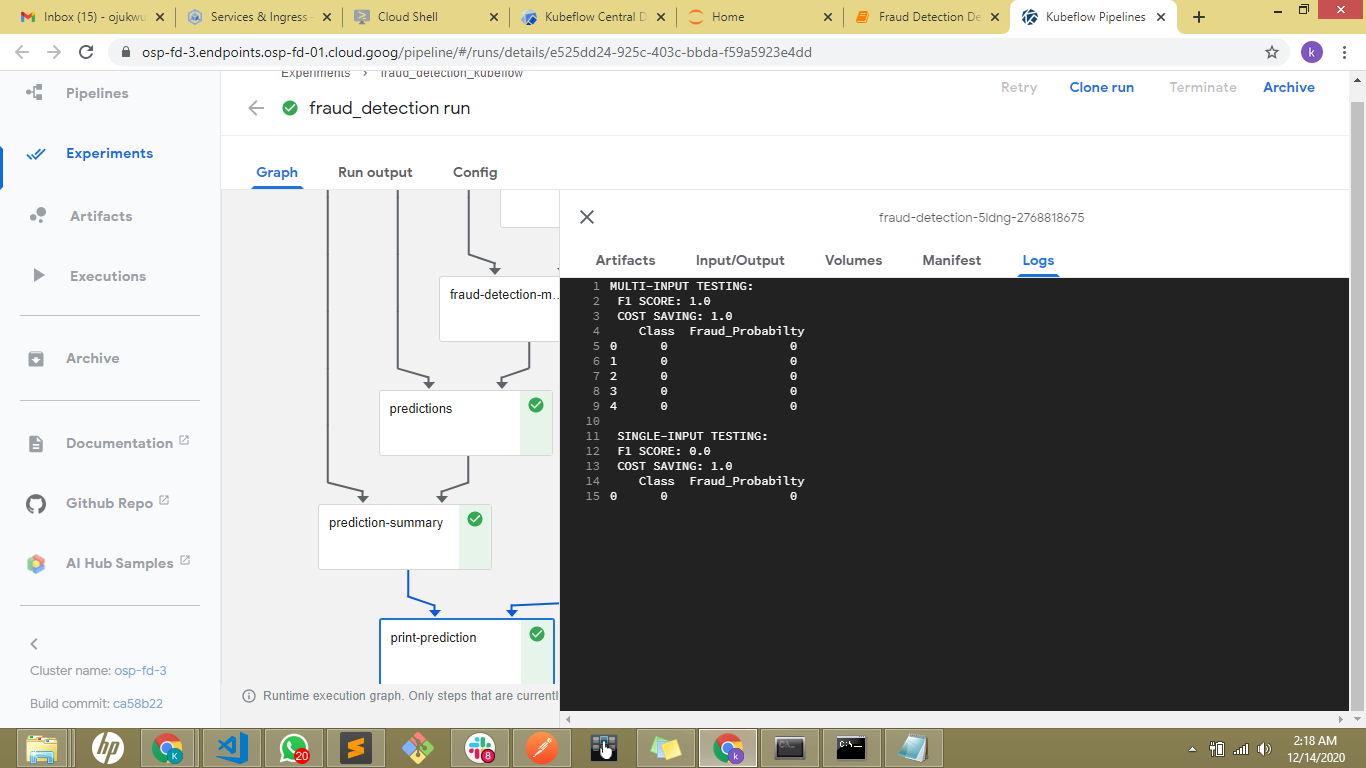 Inbox (15) - ojukwu
Services & Ingress -
Cloud Shell
Kubeflow Central D
Home
Fraud Detection De
Kubeflow Pipelines
osp-fd-3.endpoints.osp-fd-01.cloud.goog/pipeline/#/runs/details/e525dd24-925c-403c-bbda-f59a5923e4dd
k
Pipelines
Experiments
Artifacts
Executions
Archive
Documentation
Github Repo
AI Hub Samples
Cluster name: osp-fd-3
Build commit: ca58b22
Experiments > fraud_detection_kubeflow
fraud_detection run
Retry
Clone run
Terminate
Archive
Graph
Run output
Config
fraud-detection-m...
predictions
prediction-summary
print-prediction
Runtime execution graph. Only steps that are currentl
fraud-detection-5ldng-2768818675
Artifacts
Input/Output
Volumes
Manifest
Logs
1 MULTI-INPUT TESTING:
2 F1 SCORE: 1.0
3 COST SAVING: 1.0
4 Class Fraud_Probabilty
5 0 0 0
6 1 0 0
7 2 0 0
8 3 0 0
9 4 0 0
10
11 SINGLE-INPUT TESTING:
12 F1 SCORE: 0.0
13 COST SAVING: 1.0
14 Class Fraud_Probabilty
15 0 0 0
hp
K
20
8
k
C:\_
2:18 AM
12/14/2020